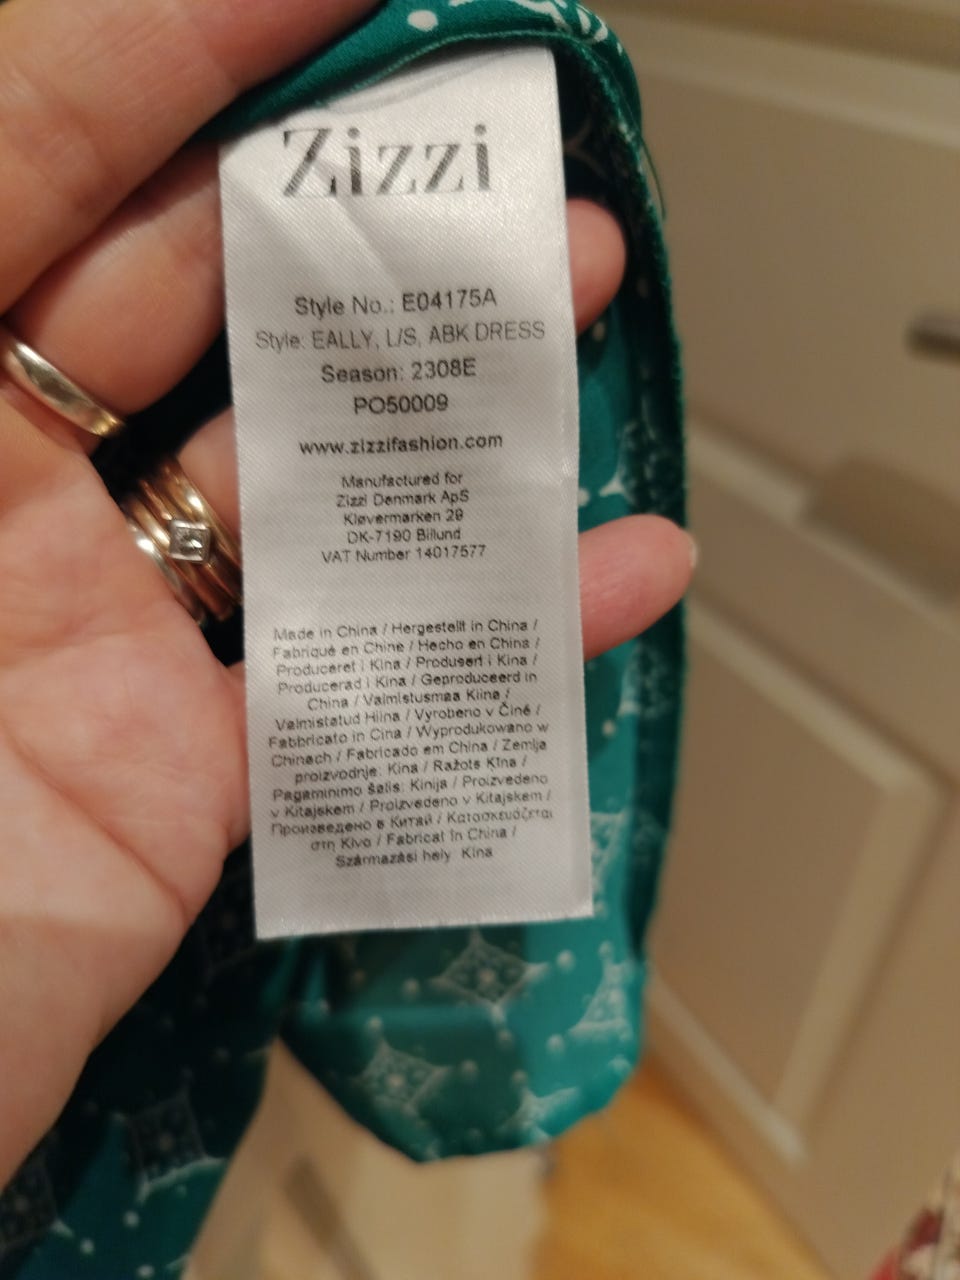 Zizzi
Style No.: E04175A
Style: EALLY, L/S, ABK DRESS
Season: 2308E
PO50009
www.zizzifashion.com
Manufactured for
Zizzi Denmark ApS
Kløvermarken 29
DK-7190 Billund
VAT Number 14017577
Made in China / Hergestellt in China /
Fabriqué en Chine / Hecho en China /
Produceret i Kina / Produsert i Kina /
Producerad i Kina / Geproduceerd in
China / Valmistusmaa Kiina /
Valmistatud Hiina / Vyrobeno v Číně /
Fabbricato in Cina / Wyprodukowano w
Chinach / Fabricado em China / Zemlja
proizvodnje: Kina / Ražots Ķīna /
Pagaminimo šalis: Kinija / Proizvedeno
v Kitajskem / Proizvedeno v Kitajskem /
Произведено в Китай / Κατασκευάζεται
στη Κίνα / Fabricat în China /
Származási hely Kína